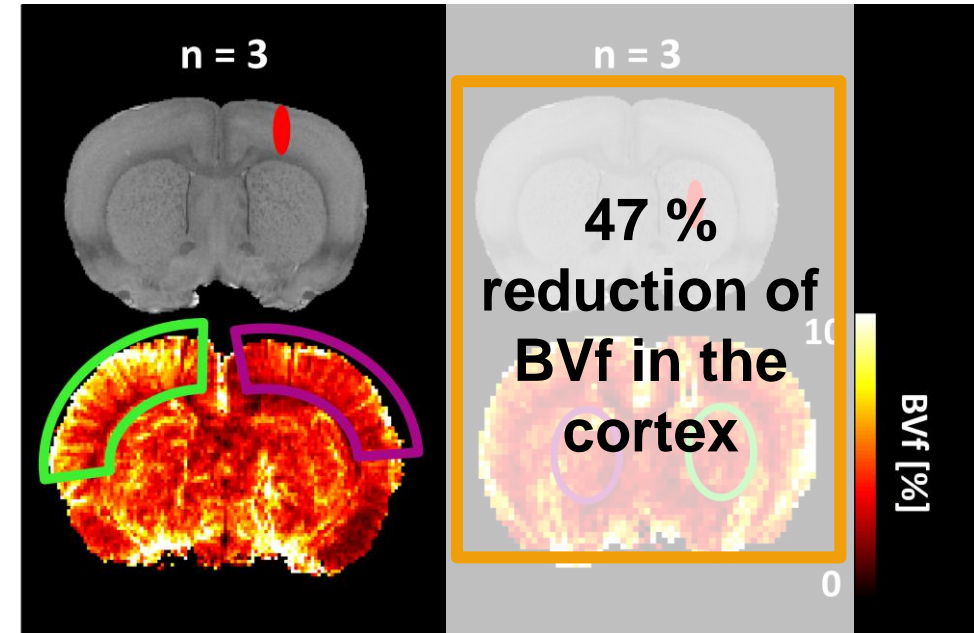 n = 3
n = 3
47 %
reduction of
BVf in the
cortex
10
BVf [%]
0